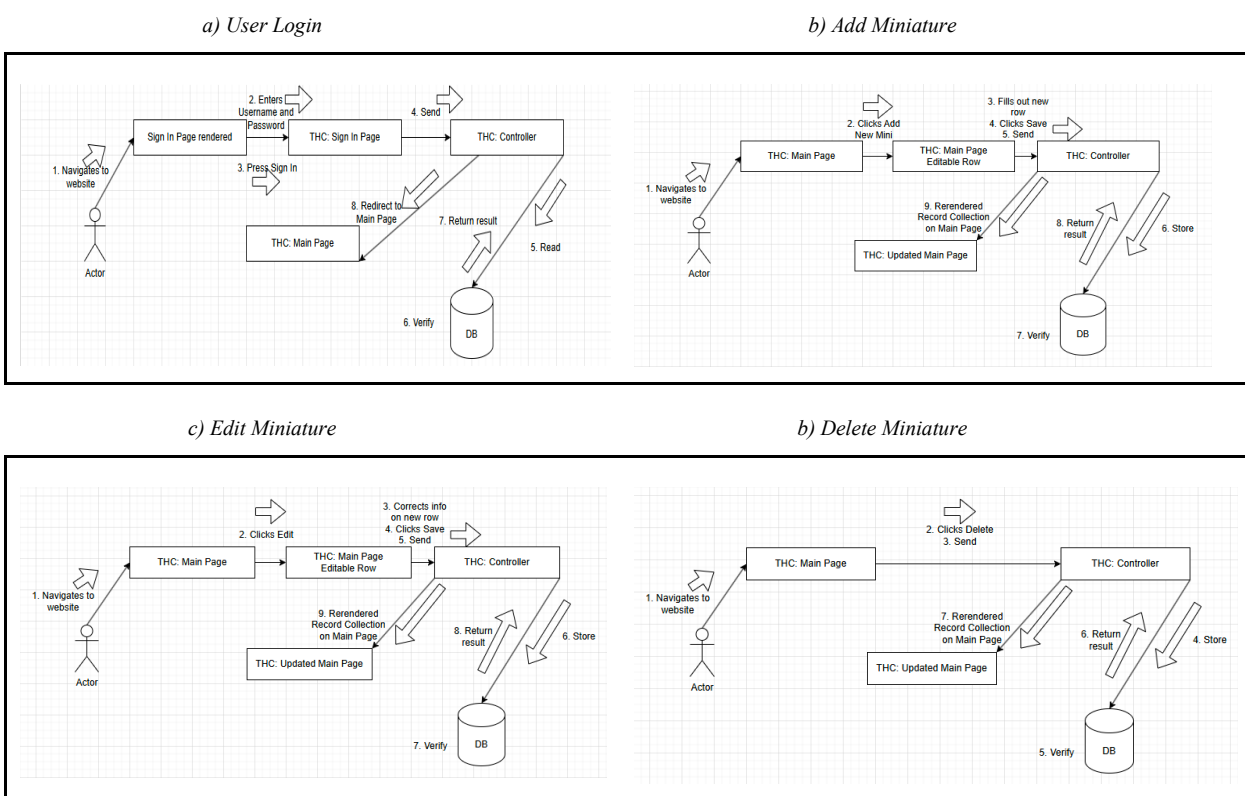 a) User Login
b) Add Miniature
2. Enters
Username and
Password
4. Send
Sign In Page rendered
THC: Sign In Page
THC: Controller
1. Navigates to
website
3. Press Sign In
8. Redirect to
Main Page
7. Return result
THC: Main Page
5. Read
Actor
6. Verify
DB
3. Fills out new
row
2. Clicks Add
New Mini
4. Clicks Save
5. Send
THC: Main Page
THC: Main Page
Editable Row
THC: Controller
1. Navigates to
website
9. Rerendered
Record Collection
on Main Page
8. Return
result
6. Store
THC: Updated Main Page
Actor
7. Verify
DB
c) Edit Miniature
b) Delete Miniature
2. Clicks Edit
3. Corrects info
on new row
4. Clicks Save
5. Send
THC: Main Page
THC: Main Page
Editable Row
THC: Controller
1. Navigates to
website
9. Rerendered
Record Collection
on Main Page
8. Return
result
6. Store
THC: Updated Main Page
Actor
7. Verify
DB
2. Clicks Delete
3. Send
THC: Main Page
THC: Controller
1. Navigates to
website
7. Rerendered
Record Collection
on Main Page
6. Return
result
4. Store
THC: Updated Main Page
Actor
5. Verify
DB